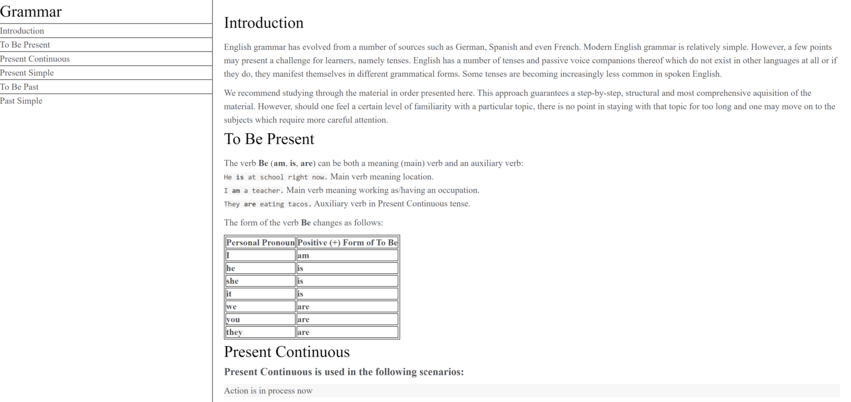 Grammar
Introduction
To Be Present
Present Continuous
Present Simple
To Be Past
Past Simple
Introduction
English grammar has evolved from a number of sources such as German, Spanish and even French. Modern English grammar is relatively simple. However, a few points
may present a challenge for learners, namely tenses. English has a number of tenses and passive voice companions thereof which do not exist in other languages at all or if
they do, they manifest themselves in different grammatical forms. Some tenses are becoming increasingly less common in spoken English.
We recommend studying through the material in order presented here. This approach guarantees a step-by-step, structural and most comprehensive aquisition of the
material. However, should one feel a certain level of familiarity with a particular topic, there is no point in staying with that topic for too long and one may move on to the
subjects which require more careful attention.
To Be Present
The verb Be (am, is, are) can be both a meaning (main) verb and an auxiliary verb:
He is at school right now. Main verb meaning location.
I am a teacher. Main verb meaning working as/having an occupation.
They are eating tacos. Auxiliary verb in Present Continuous tense.
The form of the verb Be changes as follows:
Personal Pronoun Positive (+) Form of To Be
I am
he is
she is
it is
we are
you are
they are
Present Continuous
Present Continuous is used in the following scenarios:
Action is in process now